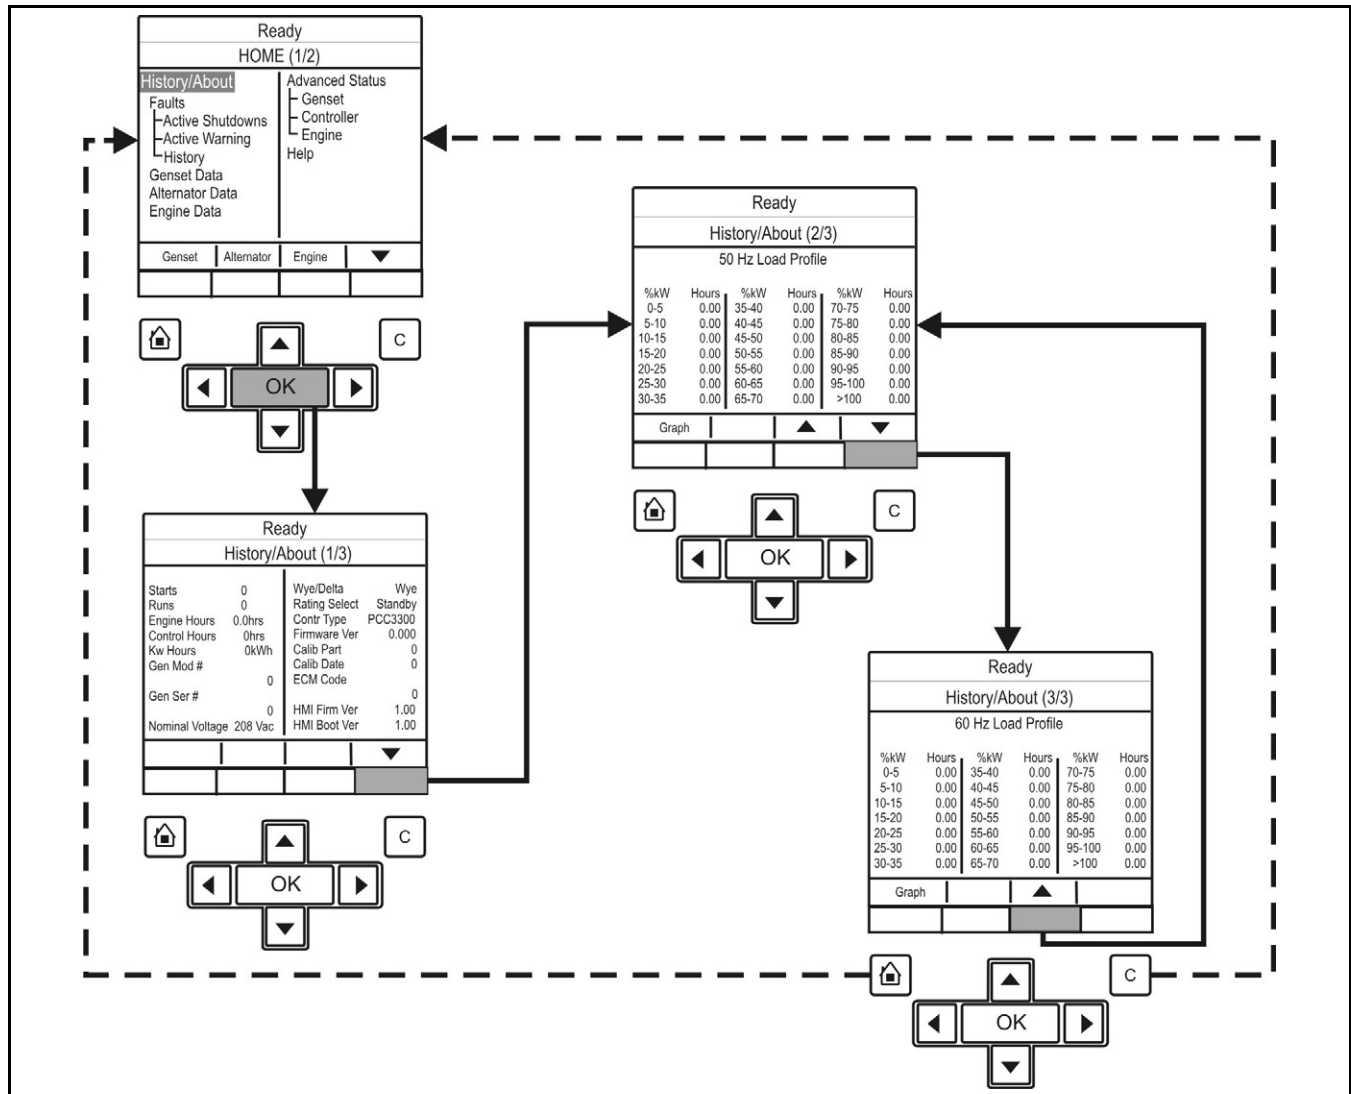 Ready
HOME (1/2)
History/About
Faults
Active Shutdowns
Active Warning
History
Genset Data
Alternator Data
Engine Data
Advanced Status
Genset
Controller
Engine
Help
Genset Alternator Engine
C
OK
Ready
History/About (1/3)
Starts 0
Runs 0
Engine Hours 0.0hrs
Control Hours 0hrs
Kw Hours 0kWh
Gen Mod #
0
Gen Ser #
0
Nominal Voltage 208 Vac
Wye/Delta Wye
Rating Select Standby
Contr Type PCC3300
Firmware Ver 0.000
Calib Part 0
Calib Date 0
ECM Code
0
HMI Firm Ver 1.00
HMI Boot Ver 1.00
C
OK
Ready
History/About (2/3)
50 Hz Load Profile
%kW Hours %kW Hours %kW Hours
0-5 0.00 35-40 0.00 70-75 0.00
5-10 0.00 40-45 0.00 75-80 0.00
10-15 0.00 45-50 0.00 80-85 0.00
15-20 0.00 50-55 0.00 85-90 0.00
20-25 0.00 55-60 0.00 90-95 0.00
25-30 0.00 60-65 0.00 95-100 0.00
30-35 0.00 65-70 0.00 >100 0.00
Graph
C
OK
Ready
History/About (3/3)
60 Hz Load Profile
%kW Hours %kW Hours %kW Hours
0-5 0.00 35-40 0.00 70-75 0.00
5-10 0.00 40-45 0.00 75-80 0.00
10-15 0.00 45-50 0.00 80-85 0.00
15-20 0.00 50-55 0.00 85-90 0.00
20-25 0.00 55-60 0.00 90-95 0.00
25-30 0.00 60-65 0.00 95-100 0.00
30-35 0.00 65-70 0.00 >100 0.00
Graph
C
OK